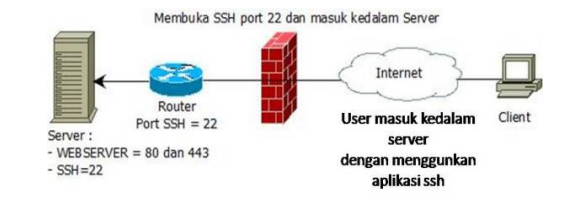 Membuka SSH port 22 dan masuk kedalam Server
Internet
Router
Port SSH = 22
Client
User masuk kedalam
server
dengan menggunkan
aplikasi ssh
Server :
- WEBSERVER = 80 dan 443
- SSH=22